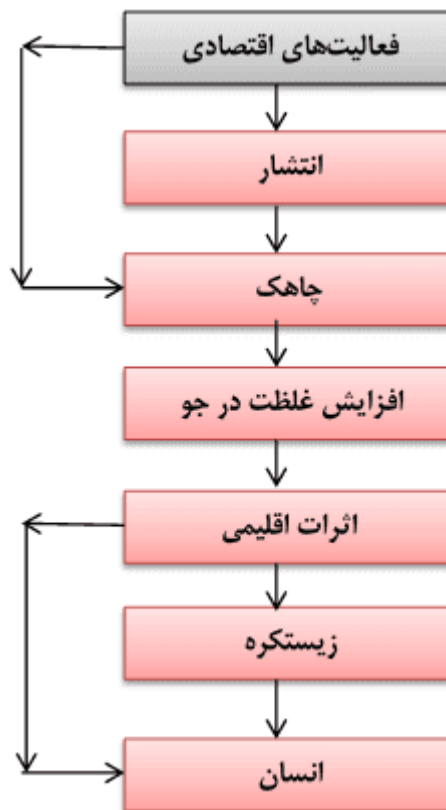 فعالیت‌های اقتصادی
انتشار
چاهک
افزایش غلظت در جو
اثرات اقلیمی
زیستکره
انسان